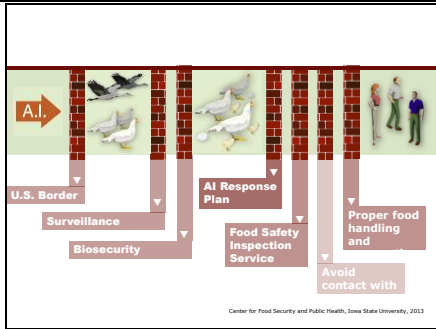 A.I.
U.S. Border
Surveillance
Biosecurity
AI Response
Plan
Food Safety
Inspection
Service
Avoid
contact with
Proper food
handling
and
Center for Food Security and Public Health, Iowa State University, 2013